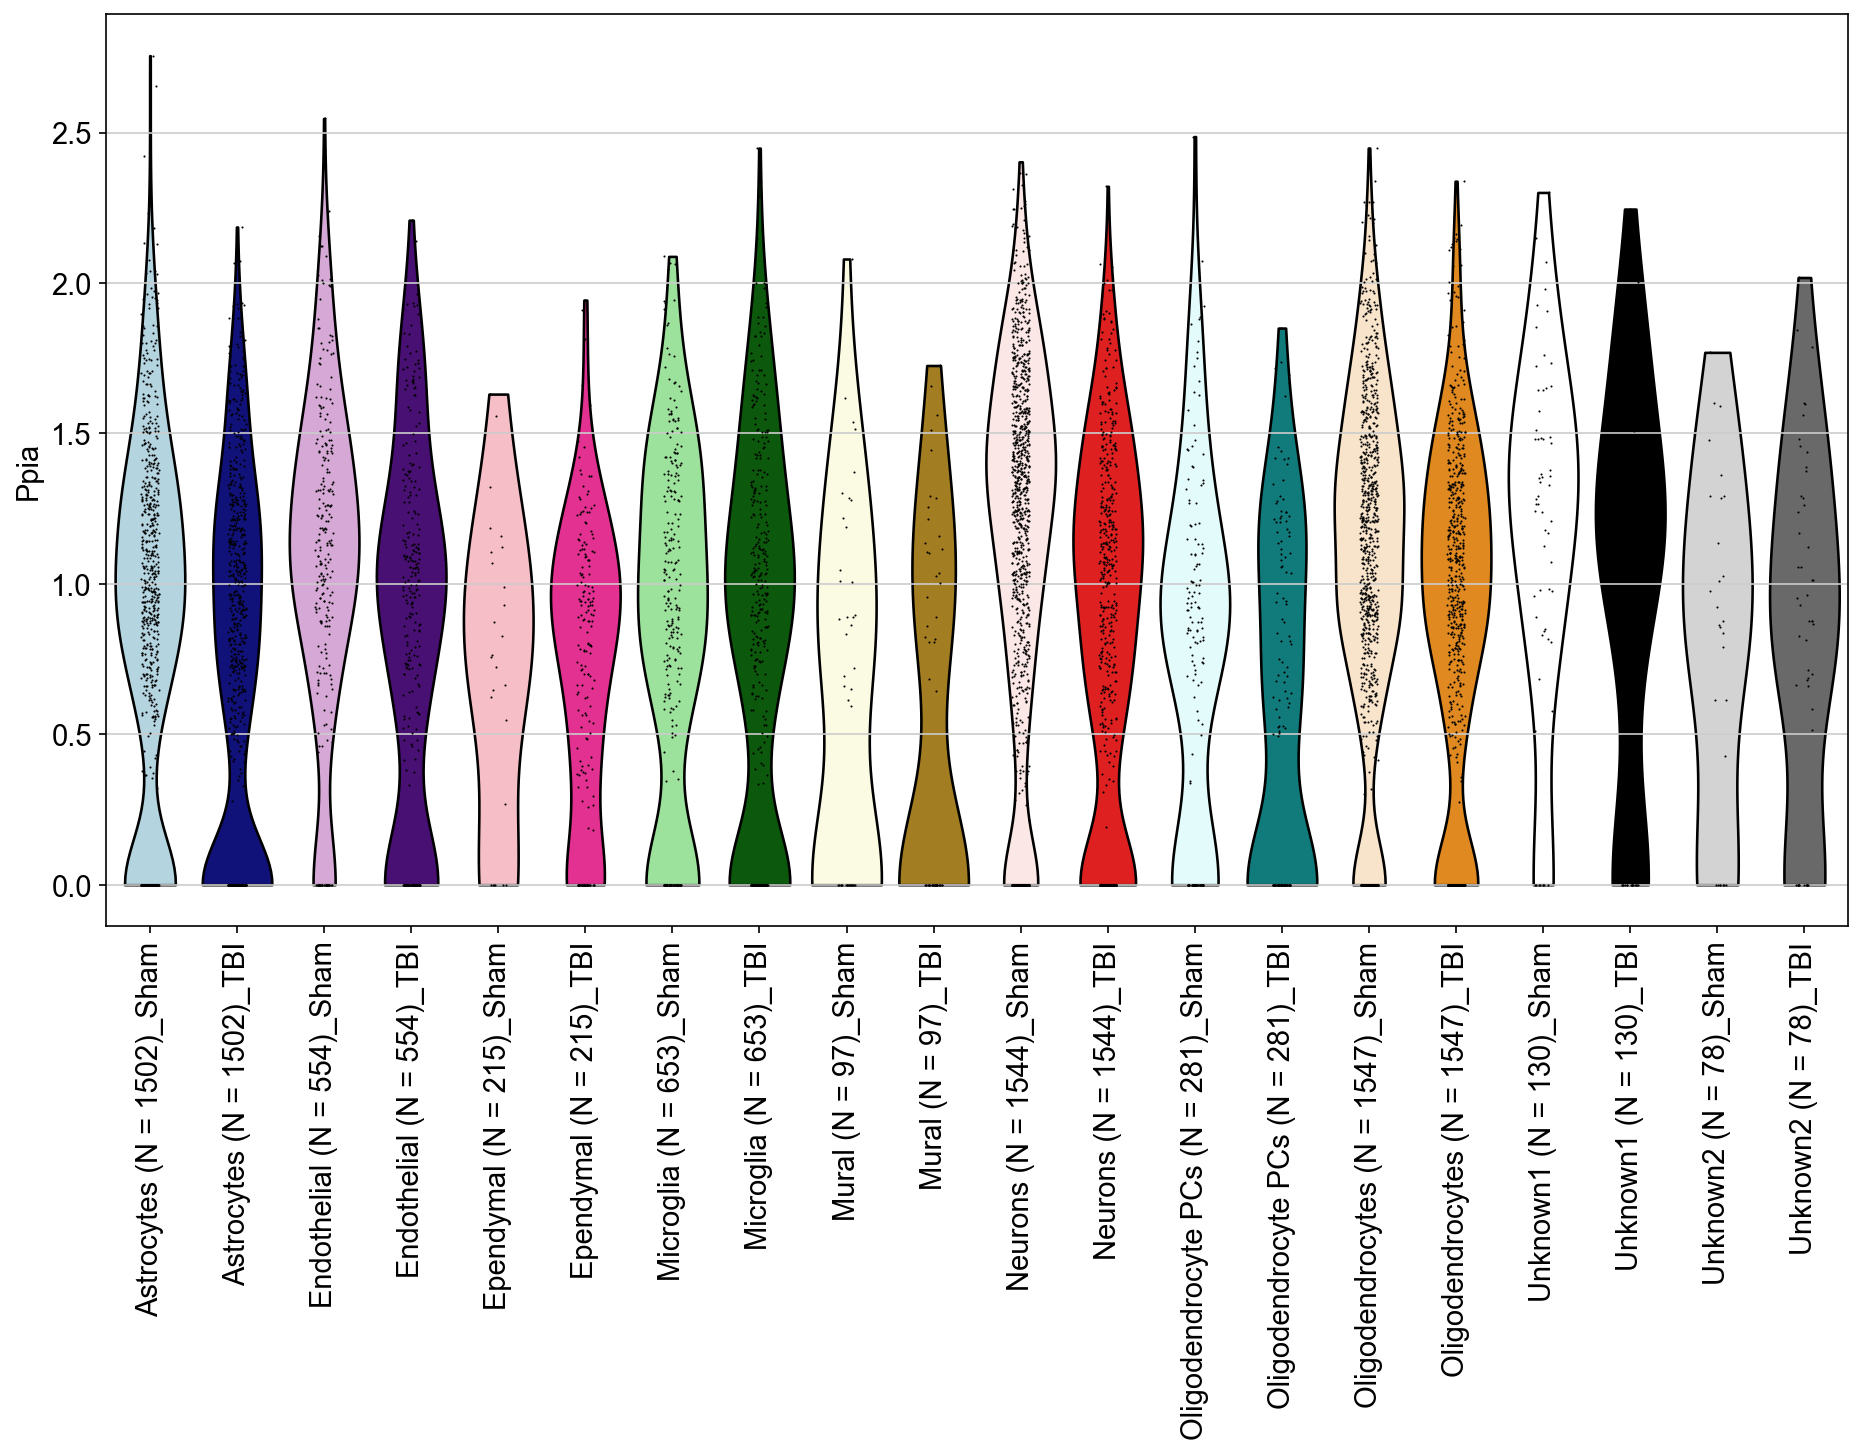 2.5
2.0
1.5
1.0
0.5
0.0
Ppia
Astrocytes (N = 1502)_Sham
Astrocytes (N = 1502)_TBI
Endothelial (N = 554)_Sham
Endothelial (N = 554)_TBI
Ependymal (N = 215)_Sham
Ependymal (N = 215)_TBI
Microglia (N = 653)_Sham
Microglia (N = 653)_TBI
Mural (N = 97)_Sham
Mural (N = 97)_TBI
Neurons (N = 1544)_Sham
Neurons (N = 1544)_TBI
Oligodendrocyte PCs (N = 281)_Sham
Oligodendrocyte PCs (N = 281)_TBI
Oligodendrocytes (N = 1547)_Sham
Oligodendrocytes (N = 1547)_TBI
Unknown1 (N = 130)_Sham
Unknown1 (N = 130)_TBI
Unknown2 (N = 78)_Sham
Unknown2 (N = 78)_TBI